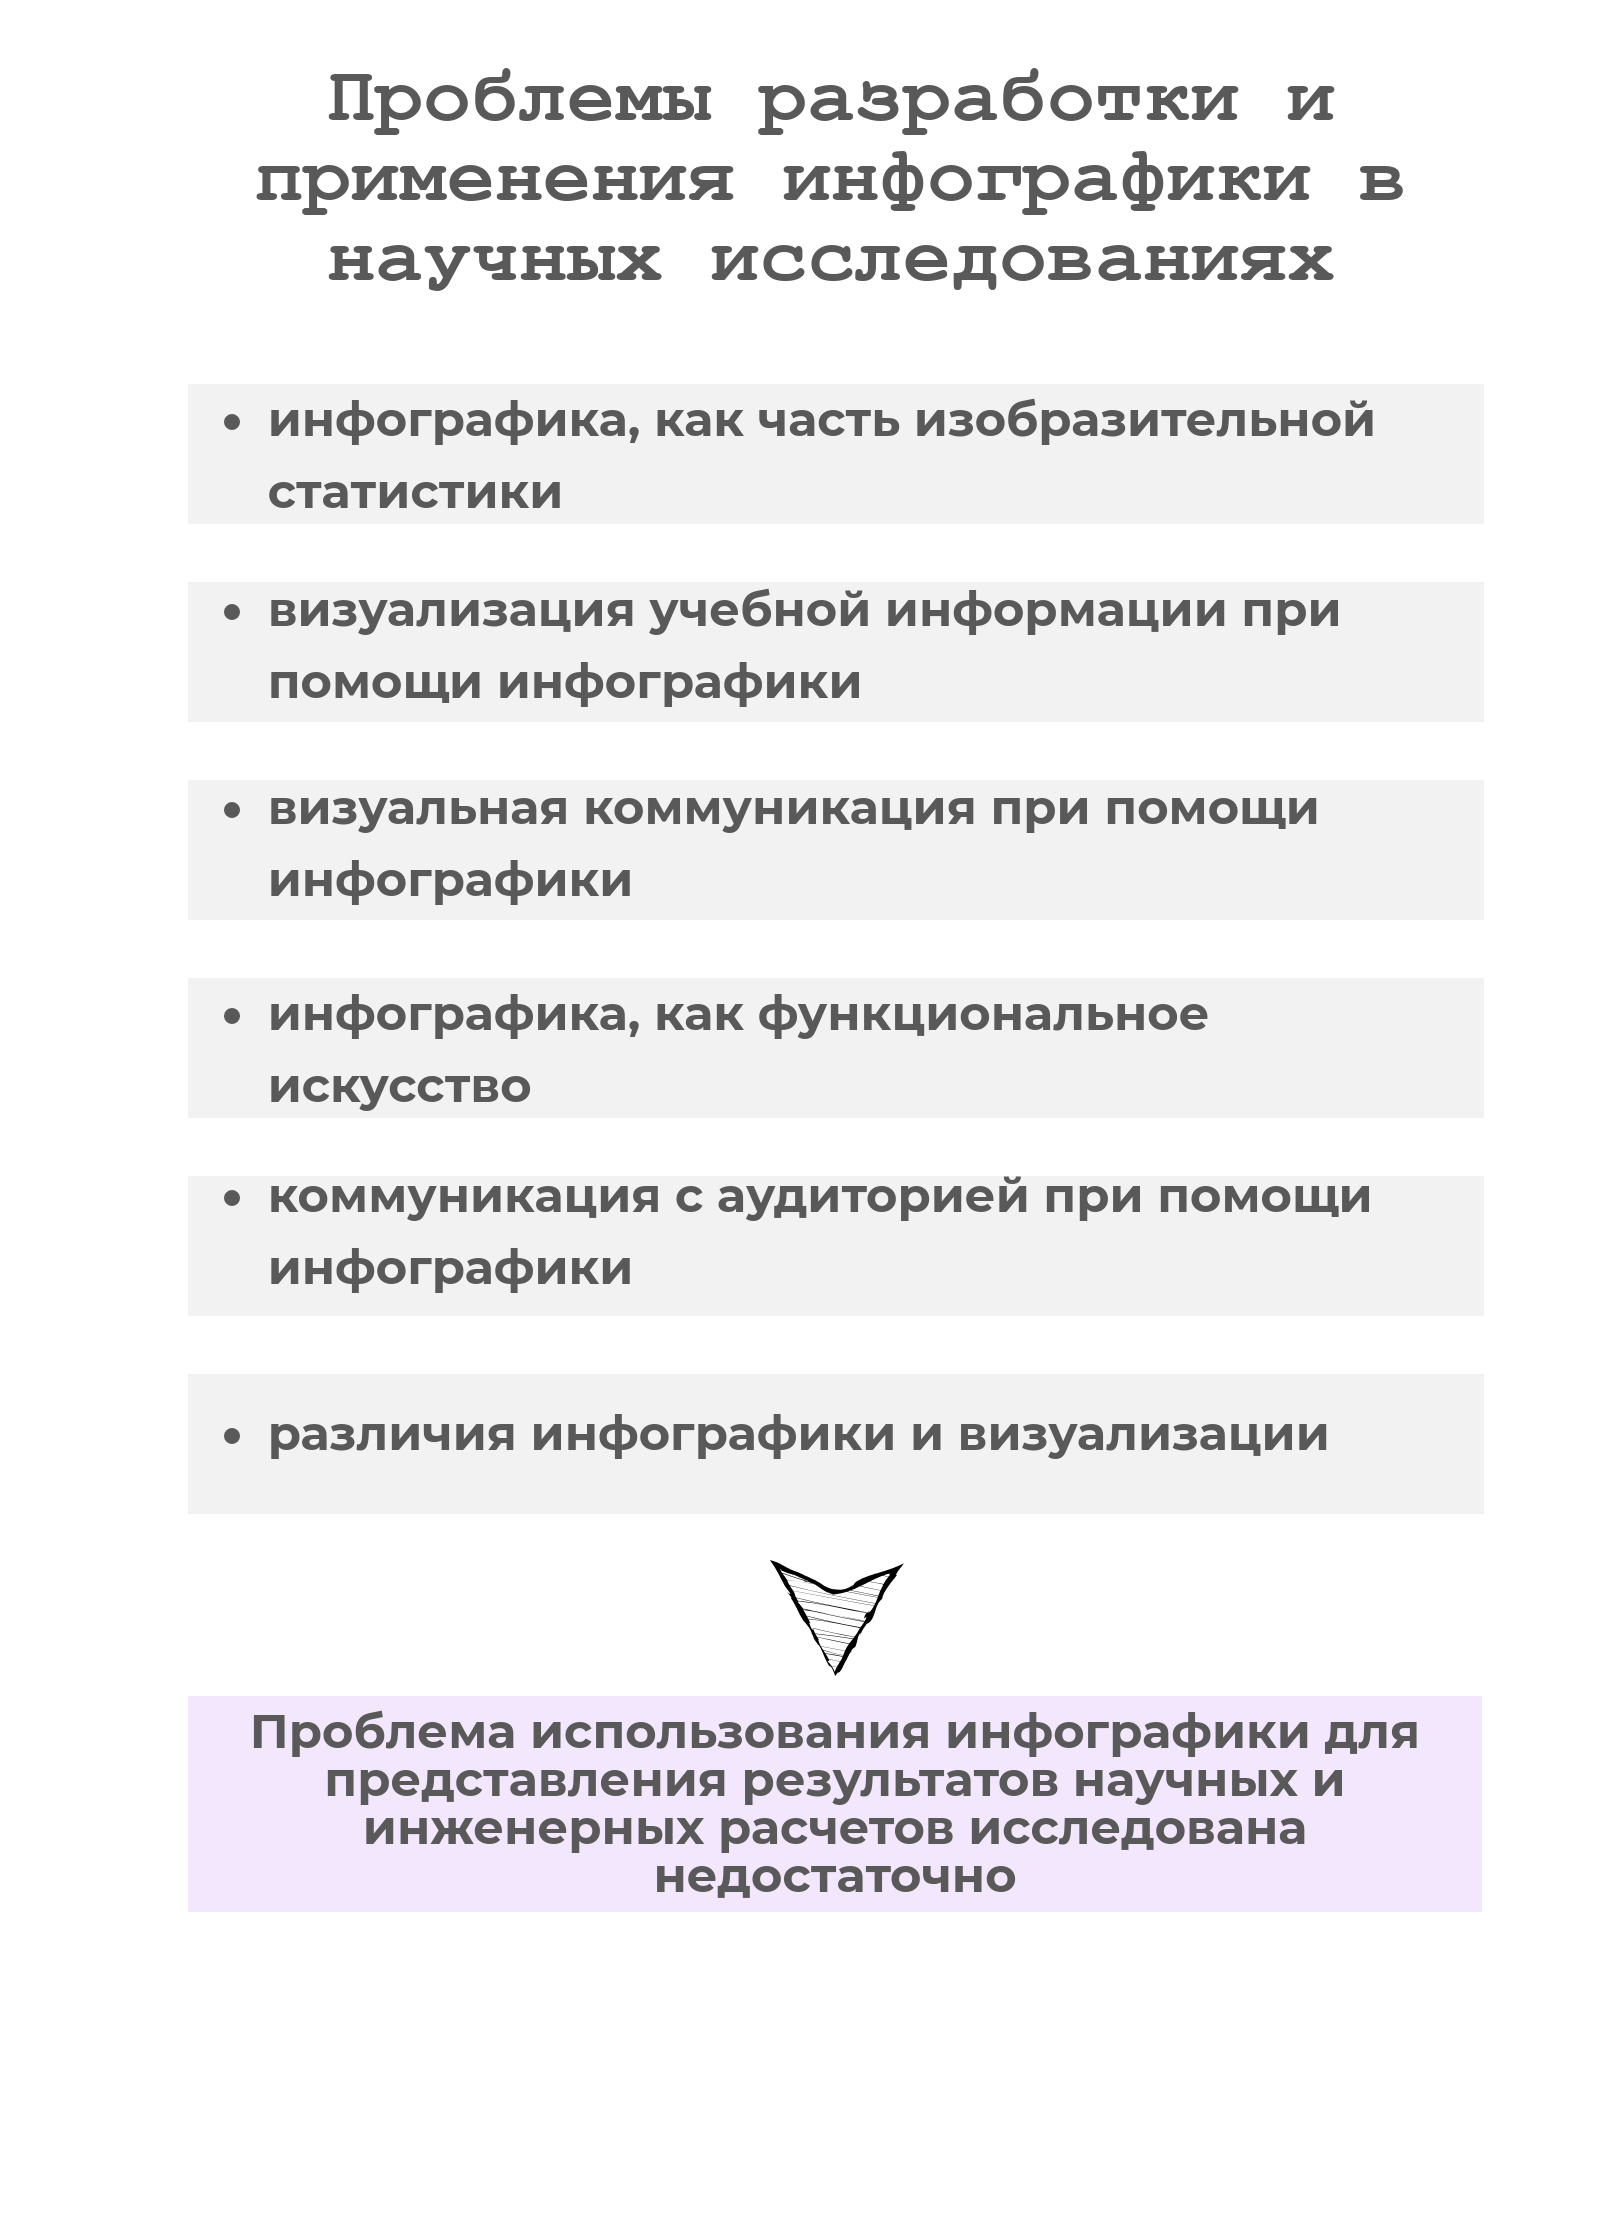 Проблемы разработки и
применения инфографики в
научных исследованиях
• инфографика, как часть изобразительной
статистики
• визуализация учебной информации при
помощи инфографики
• визуальная коммуникация при помощи
инфографики
• инфографика, как функциональное
искусство
• коммуникация с аудиторией при помощи
инфографики
• различия инфографики и визуализации
Проблема использования инфографики для
представления результатов научных и
инженерных расчетов исследована
недостаточно